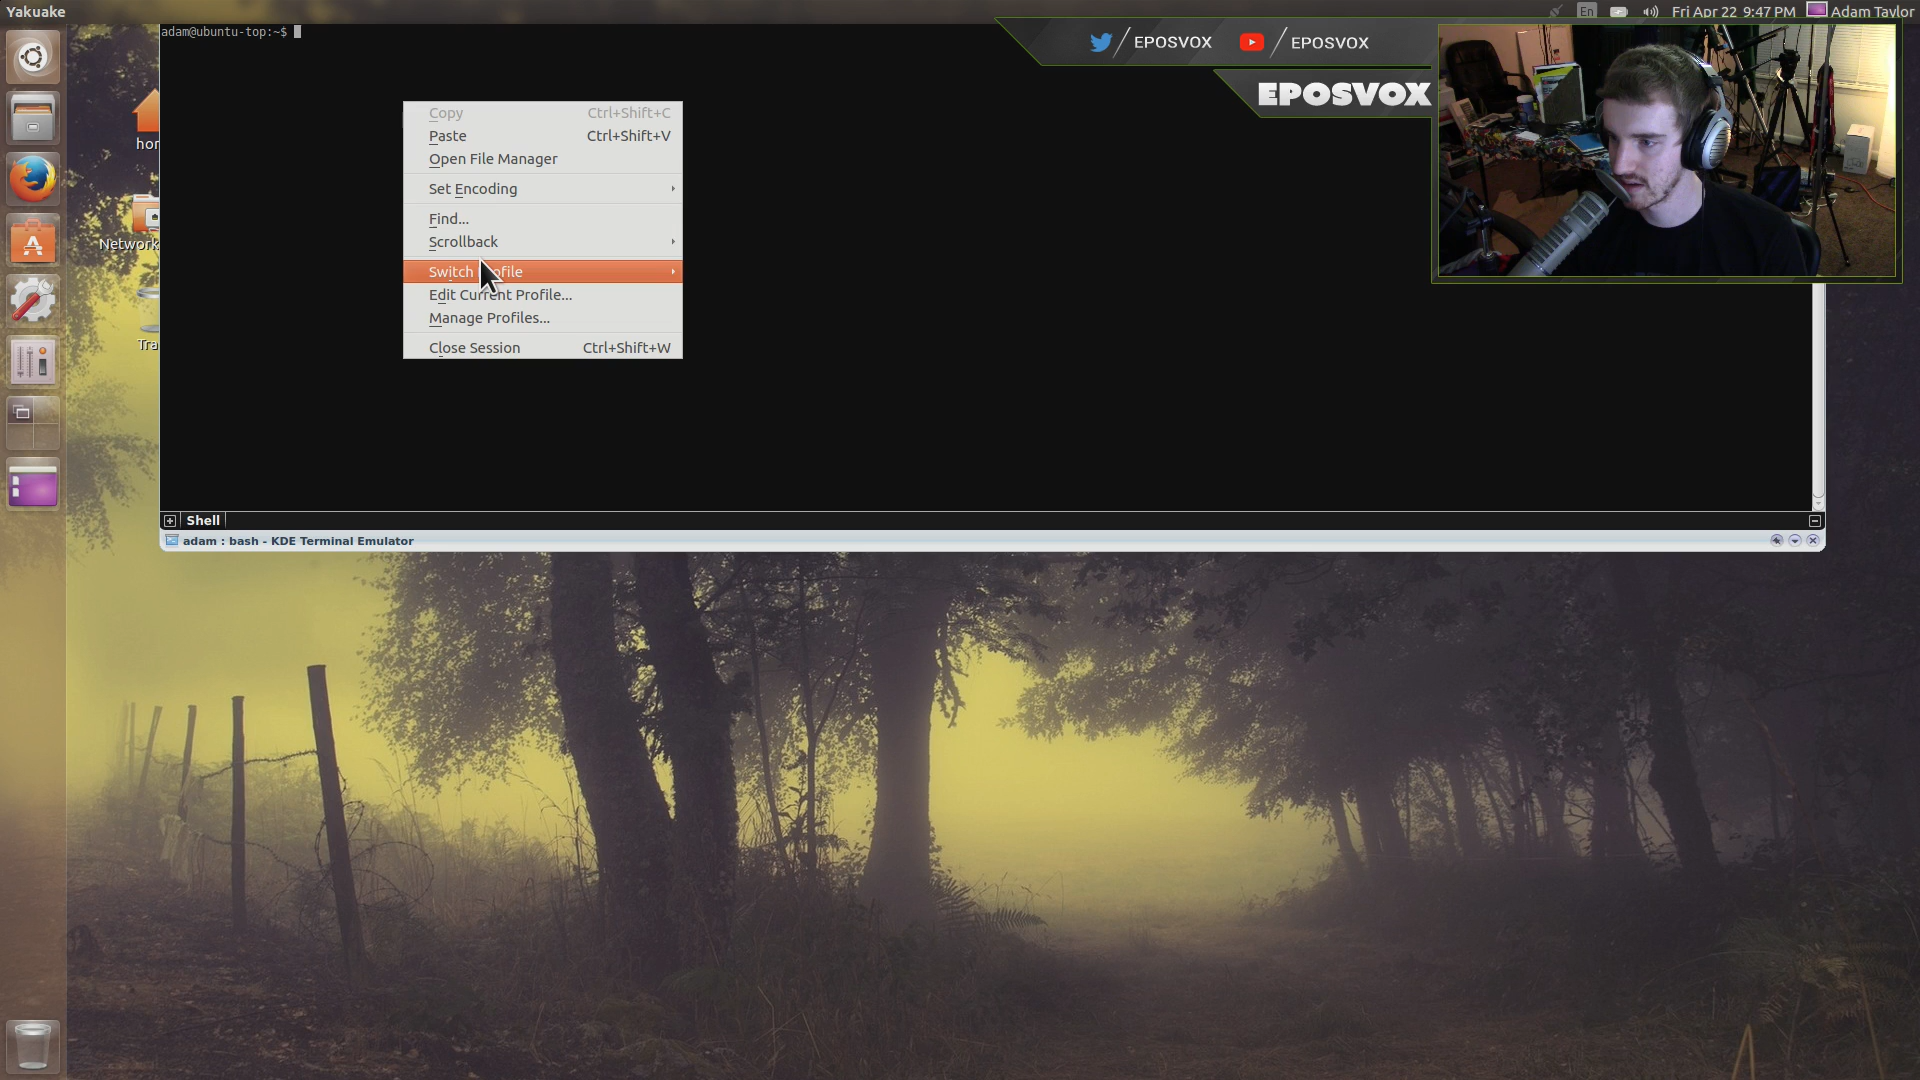 Yakuake
En
Fri Apr 22 9:47 PM
Adam Taylor
adam@ubuntu-top:~$
EPOSVOX
EPOSVOX
EPOSVOX
Copy Ctrl+Shift+C
Paste Ctrl+Shift+V
Open File Manager
Set Encoding
Find...
Scrollback
Switch
Edit Current Profile...
Manage Profiles...
Close Session Ctrl+Shift+W
Network
Shell
adam : bash - KDE Terminal Emulator